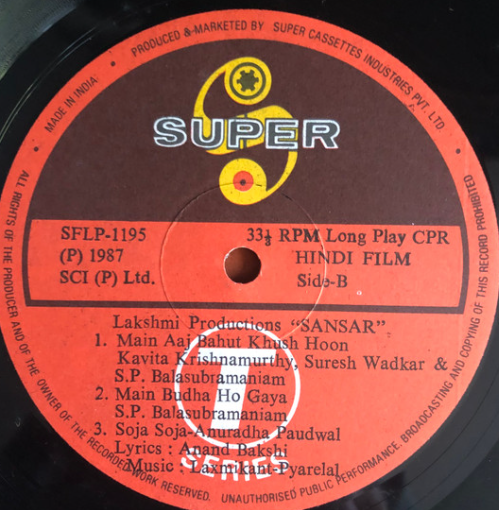 MADE IN INDIA • PRODUCED & MARKETED BY SUPER CASSETTES INDUSTRIES PVT. LTD
SUPER
SFLP-1195 33⅓ RPM Long Play CPR
(P) 1987 HINDI FILM
SCI (P) Ltd. Side-B
Lakshmi Productions "SANSAR"
1. Main Aaj Bahut Khush Hoon
Kavita Krishnamurthy, Suresh Wadkar &
S.P. Balasubramaniam
2. Main Budha Ho Gaya
S.P. Balasubramaniam
3. Soja Soja-Anuradha Paudwal
Lyrics : Anand Bakshi
Music : Laxmikant-Pyarelal
T
SERIES
ALL RIGHTS OF THE PRODUCER AND OF THE OWNER OF THE RECORDED WORK RESERVED. UNAUTHORISED PUBLIC PERFORMANCE, BROADCASTING AND COPYING OF THIS RECORD PROHIBITED